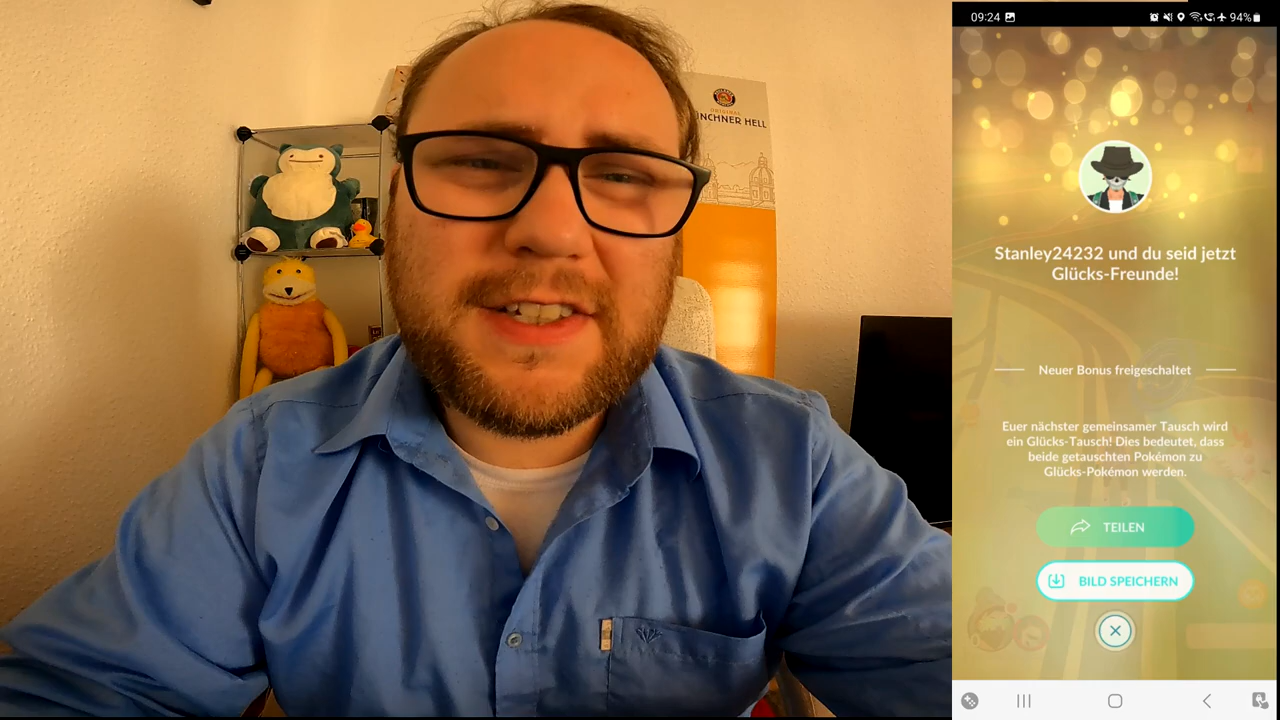 ORIGINAL
NCHNER HELL
09:24
94%
Stanley24232 und du seid jetzt
Glücks-Freunde!
Neuer Bonus freigeschaltet
Euer nächster gemeinsamer Tausch wird
ein Glücks-Tausch! Dies bedeutet, dass
beide getauschten Pokémon zu
Glücks-Pokémon werden.
TEILEN
BILD SPEICHERN